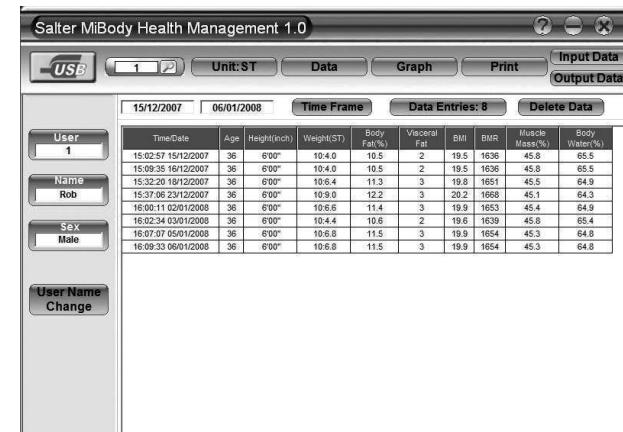 Salter MiBody Health Management 1.0
USB 1 Unit:ST Data Graph Print Input Data
Output Data
15/12/2007 06/01/2008 Time Frame Data Entries: 8 Delete Data
User
1
Name
Rob
Sex
Male
User Name
Change
Time/Date Age Height(inch) Weight(ST) Body Fat(%) Visceral Fat BMI BMR Muscle Mass(%) Body Water(%)
15:02:57 15/12/2007 36 6'00" 10:4.0 10.5 2 19.5 1636 45.8 65.5
15:09:35 16/12/2007 36 6'00" 10:4.0 10.5 2 19.5 1636 45.8 65.5
15:32:20 18/12/2007 36 6'00" 10:6.4 11.3 3 19.8 1651 45.5 64.9
15:37:06 23/12/2007 36 6'00" 10:9.0 12.2 3 20.2 1668 45.1 64.3
16:00:11 02/01/2008 36 6'00" 10:6.6 11.4 3 19.9 1653 45.4 64.9
16:02:34 03/01/2008 36 6'00" 10:4.4 10.6 2 19.6 1639 45.8 65.4
16:07:07 05/01/2008 36 6'00" 10:6.8 11.5 3 19.9 1654 45.3 64.8
16:09:33 06/01/2008 36 6'00" 10:6.8 11.5 3 19.9 1654 45.3 64.8